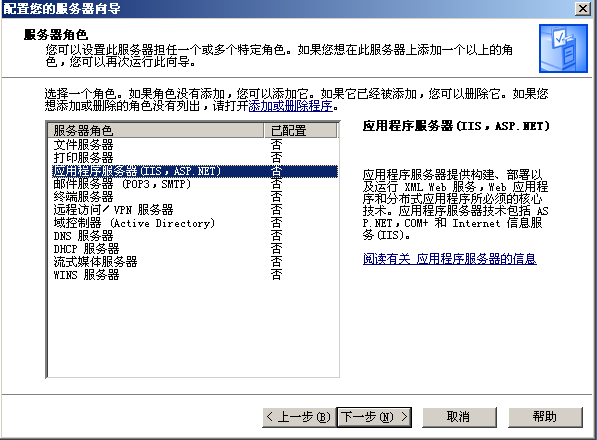 配置您的服务器向导
服务器角色
您可以设置此服务器担任一个或多个特定角色。如果您想在此服务器上添加一个以上的角
色，您可以再次运行此向导。
选择一个角色。如果角色没有添加，您可以添加它。如果它已经被添加，您可以删除它。如果您
想添加或删除的角色没有列出，请打开添加或删除程序。
服务器角色 已配置
文件服务器 否
打印服务器 否
应用程序服务器(IIS，ASP.NET) 否
邮件服务器 (POP3，SMTP) 否
终端服务器 否
远程访问/VPN 服务器 否
域控制器 (Active Directory) 否
DNS 服务器 否
DHCP 服务器 否
流式媒体服务器 否
WINS 服务器 否
应用程序服务器(IIS，ASP.NET)
应用程序服务器提供构建、部署以
及运行 XML Web 服务，Web 应用程
序和分布式应用程序所必须的核心
技术。应用程序服务器技术包括 AS
P.NET，COM+ 和 Internet 信息服
务(IIS)。
阅读有关 应用程序服务器的信息
< 上一步(B) 下一步(N) > 取消 帮助